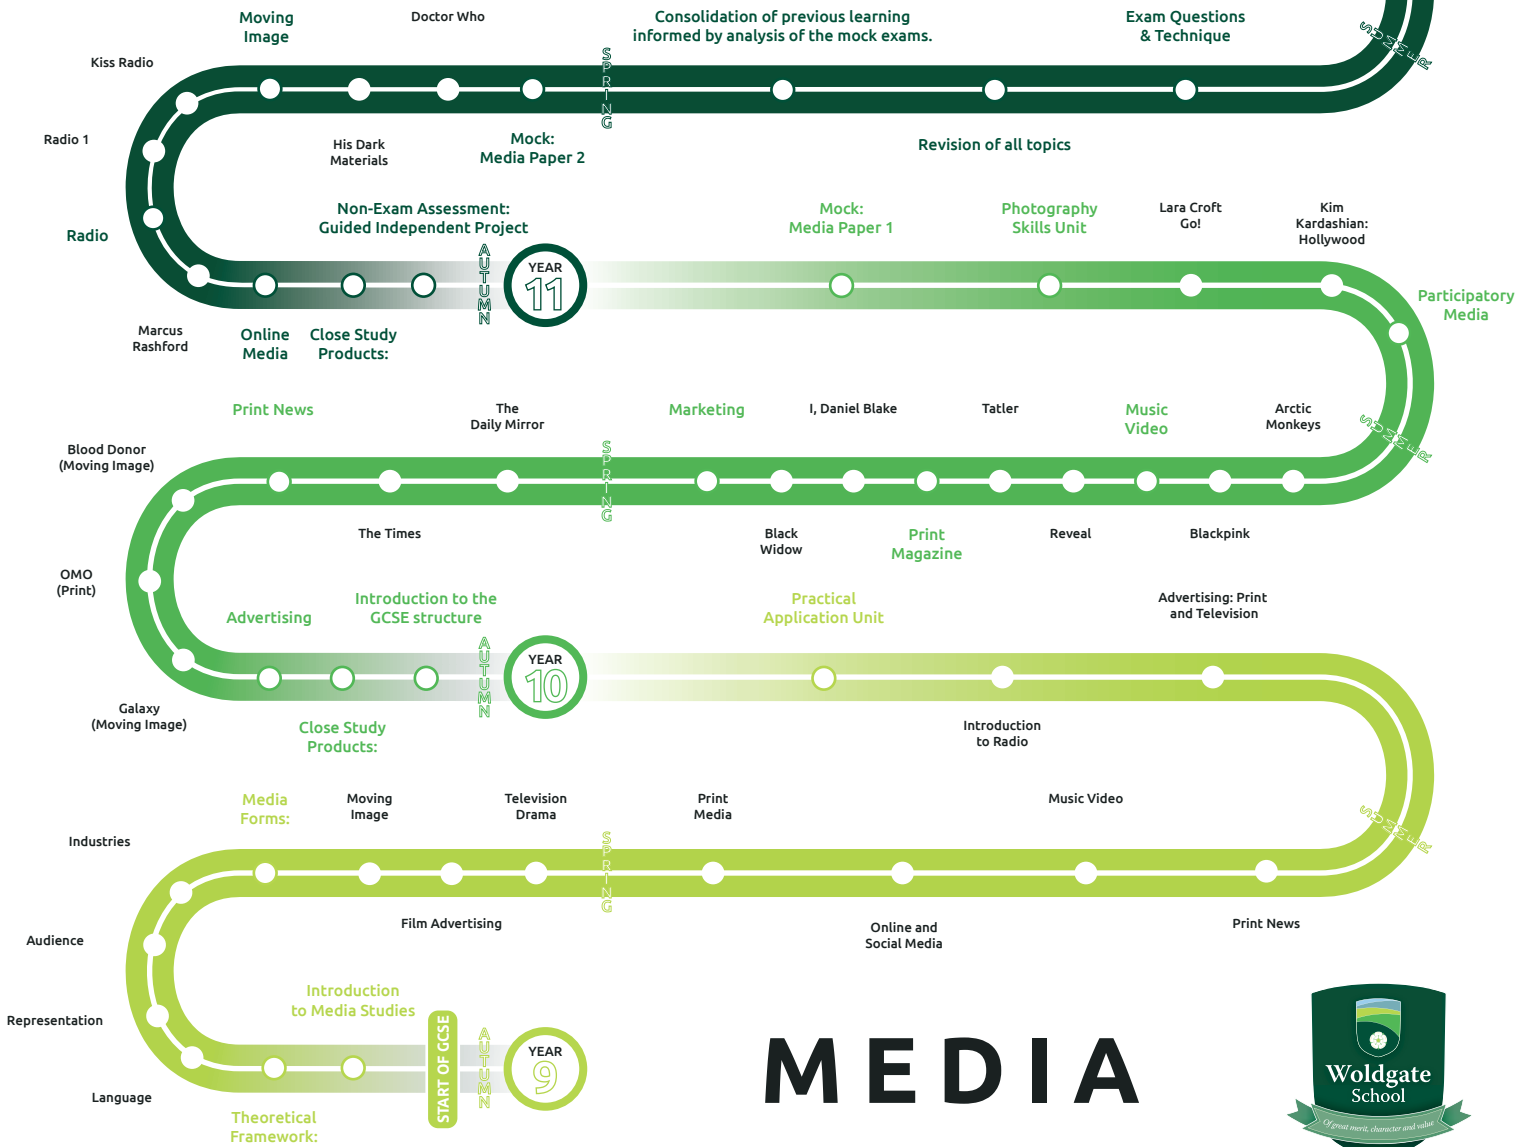 Moving
Image
Doctor Who
Consolidation of previous learning
informed by analysis of the mock exams.
Exam Questions
& Technique
SUMMER
Kiss Radio
SPRING
Radio 1
His Dark
Materials
Mock:
Media Paper 2
Revision of all topics
Radio
Non-Exam Assessment:
Guided Independent Project
Mock:
Media Paper 1
Photography
Skills Unit
Lara Croft
Go!
Kim
Kardashian:
Hollywood
AUTUMN
YEAR
11
Participatory
Media
Marcus
Rashford
Online
Media
Close Study
Products:
Print News
The
Daily Mirror
Marketing
I, Daniel Blake
Tatler
Music
Video
Arctic
Monkeys
SUMMER
Blood Donor
(Moving Image)
SPRING
The Times
Black
Widow
Print
Magazine
Reveal
Blackpink
OMO
(Print)
Advertising
Introduction to the
GCSE structure
Practical
Application Unit
Advertising: Print
and Television
AUTUMN
YEAR
10
Galaxy
(Moving Image)
Close Study
Products:
Introduction
to Radio
Media
Forms:
Moving
Image
Television
Drama
Print
Media
Music Video
SUMMER
Industries
SPRING
Film Advertising
Online and
Social Media
Print News
Audience
Introduction
to Media Studies
Representation
START OF GCSE
AUTUMN
YEAR
9
Language
Theoretical
Framework:
MEDIA
Woldgate
School
Of great merit, character and value